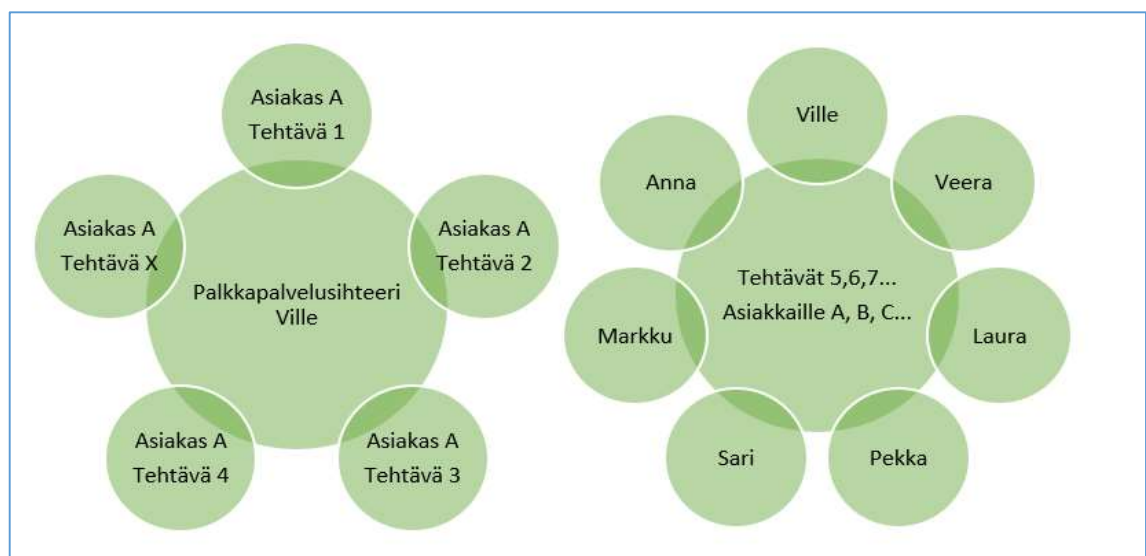 Asiakas A
Tehtävä 1
Asiakas A
Tehtävä 2
Asiakas A
Tehtävä 3
Asiakas A
Tehtävä 4
Asiakas A
Tehtävä X
Palkkapalvelusihteeri
Ville
Ville
Veera
Laura
Pekka
Sari
Markku
Anna
Tehtävät 5,6,7...
Asiakkaille A, B, C...